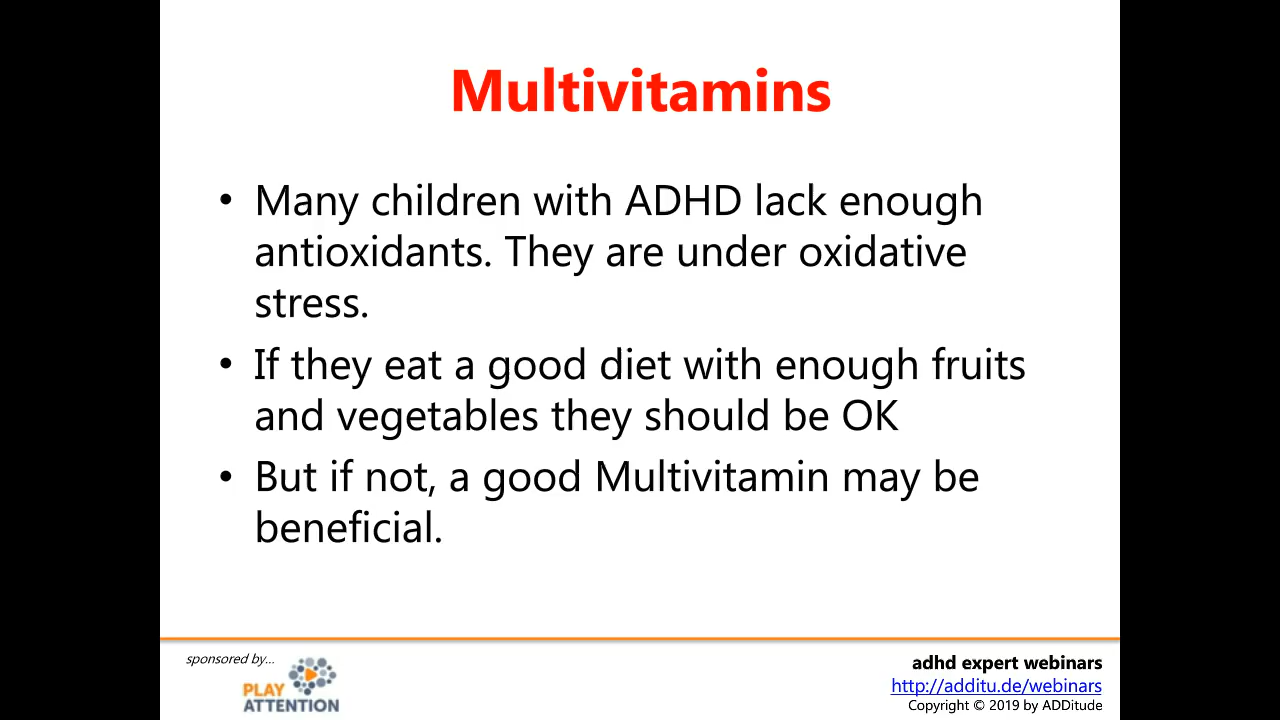 Multivitamins
• Many children with ADHD lack enough
antioxidants. They are under oxidative
stress.
• If they eat a good diet with enough fruits
and vegetables they should be OK
• But if not, a good Multivitamin may be
beneficial.
sponsored by...
PLAY
ATTENTION
adhd expert webinars
http://additu.de/webinars
Copyright © 2019 by ADDitude